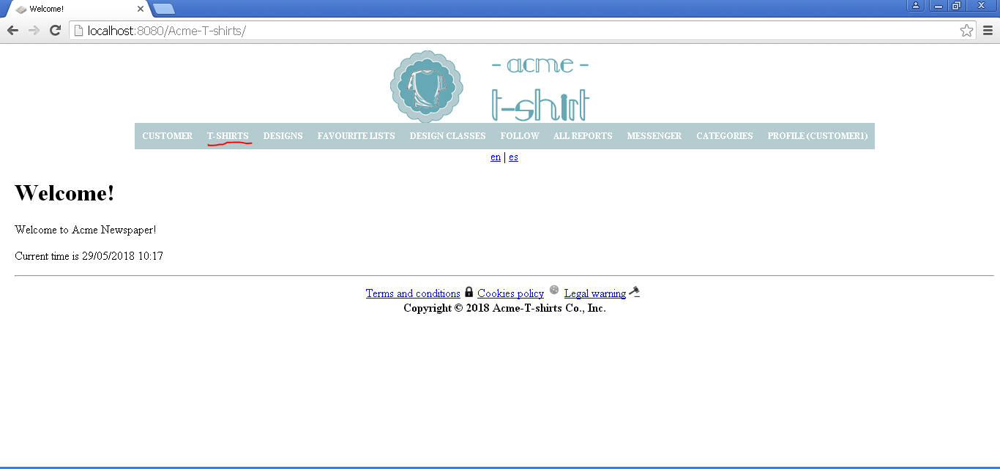 Welcome!
localhost:8080/Acme-T-shirts/
- acme -
t-shirt
CUSTOMER T-SHIRTS DESIGNS FAVOURITE LISTS DESIGN CLASSES FOLLOW ALL REPORTS MESSENGER CATEGORIES PROFILE (CUSTOMER1)
en | es
Welcome!
Welcome to Acme Newspaper!
Current time is 29/05/2018 10:17
Terms and conditions Cookies policy Legal warning
Copyright © 2018 Acme-T-shirts Co., Inc.